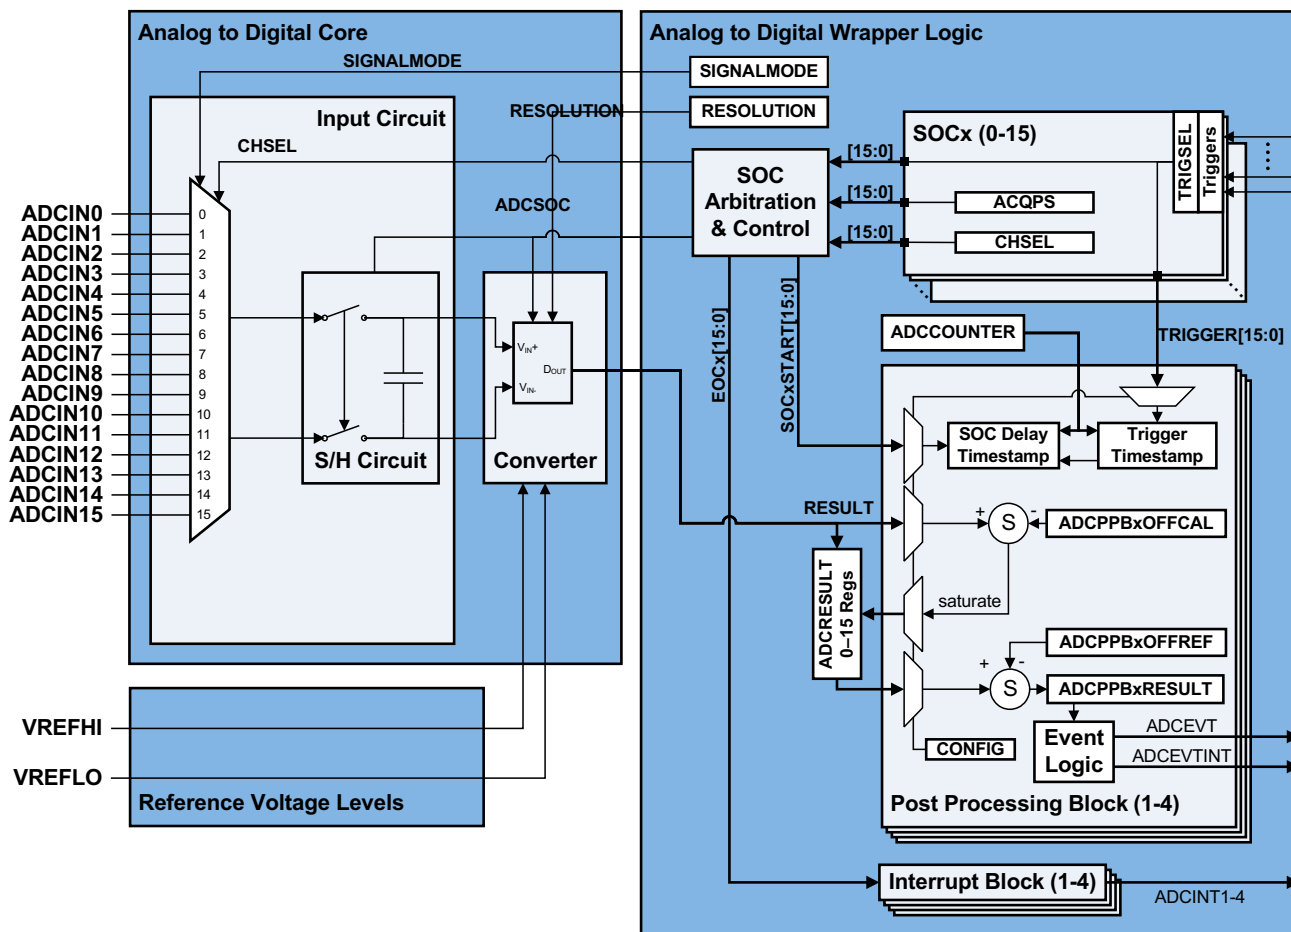 Analog to Digital Core
SIGNALMODE
RESOLUTION
Input Circuit
CHSEL
ADCSOC
ADCIN0
ADCIN1
ADCIN2
ADCIN3
ADCIN4
ADCIN5
ADCIN6
ADCIN7
ADCIN8
ADCIN9
ADCIN10
ADCIN11
ADCIN12
ADCIN13
ADCIN14
ADCIN15
0
1
2
3
4
5
6
7
8
9
10
11
12
13
14
15
S/H Circuit
VIN+
VIN-
DOUT
Converter
VREFHI
VREFLO
Reference Voltage Levels
Analog to Digital Wrapper Logic
SIGNALMODE
RESOLUTION
SOC
Arbitration
& Control
[15:0]
[15:0]
[15:0]
SOCx (0-15)
TRIGSEL
Triggers
ACQPS
CHSEL
EOCx[15:0]
SOCxSTART[15:0]
ADCCOUNTER
TRIGGER[15:0]
SOC Delay
Timestamp
Trigger
Timestamp
RESULT
+
S
-
ADCPPBxOFFCAL
saturate
ADCRESULT
0–15 Regs
ADCPPBxOFFREF
+
-
S
ADCPPBxRESULT
CONFIG
Event
Logic
ADCEVT
ADCEVTINT
Post Processing Block (1-4)
Interrupt Block (1-4)
ADCINT1-4